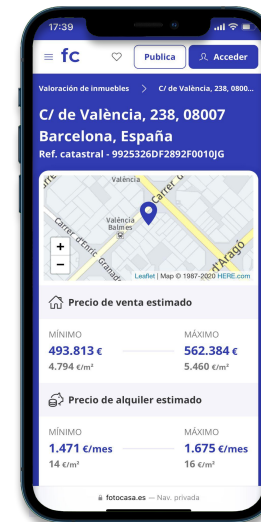 17:39
fc
Publica
Acceder
Valoración de inmuebles > C/ de València, 238, 0800...
C/ de València, 238, 08007
Barcelona, España
Ref. catastral - 9925326DF2892F0010JG
València
Carrer
València
Balmes
Carrer d'Enric Granados
d'Aragó
+
−
Leaflet | Map © 1987-2020 HERE.com
Precio de venta estimado
MÍNIMO MÁXIMO
493.813 € 562.384 €
4.794 €/m² 5.460 €/m²
Precio de alquiler estimado
MÍNIMO MÁXIMO
1.471 €/mes 1.675 €/mes
14 €/m² 16 €/m²
fotocasa.es — Nav. privada